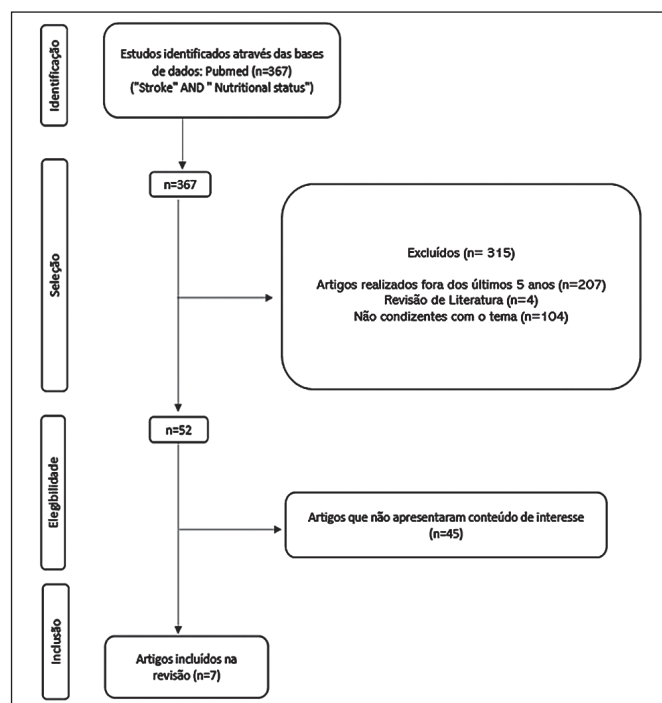 Identificação
Estudos identificados através das bases
de dados: Pubmed (n=367)
("Stroke" AND " Nutritional status")
Seleção
n=367
Excluídos (n= 315)
Artigos realizados fora dos últimos 5 anos (n=207)
Revisão de Literatura (n=4)
Não condizentes com o tema (n=104)
Elegibilidade
n=52
Artigos que não apresentaram conteúdo de interesse
(n=45)
Inclusão
Artigos incluídos na
revisão (n=7)